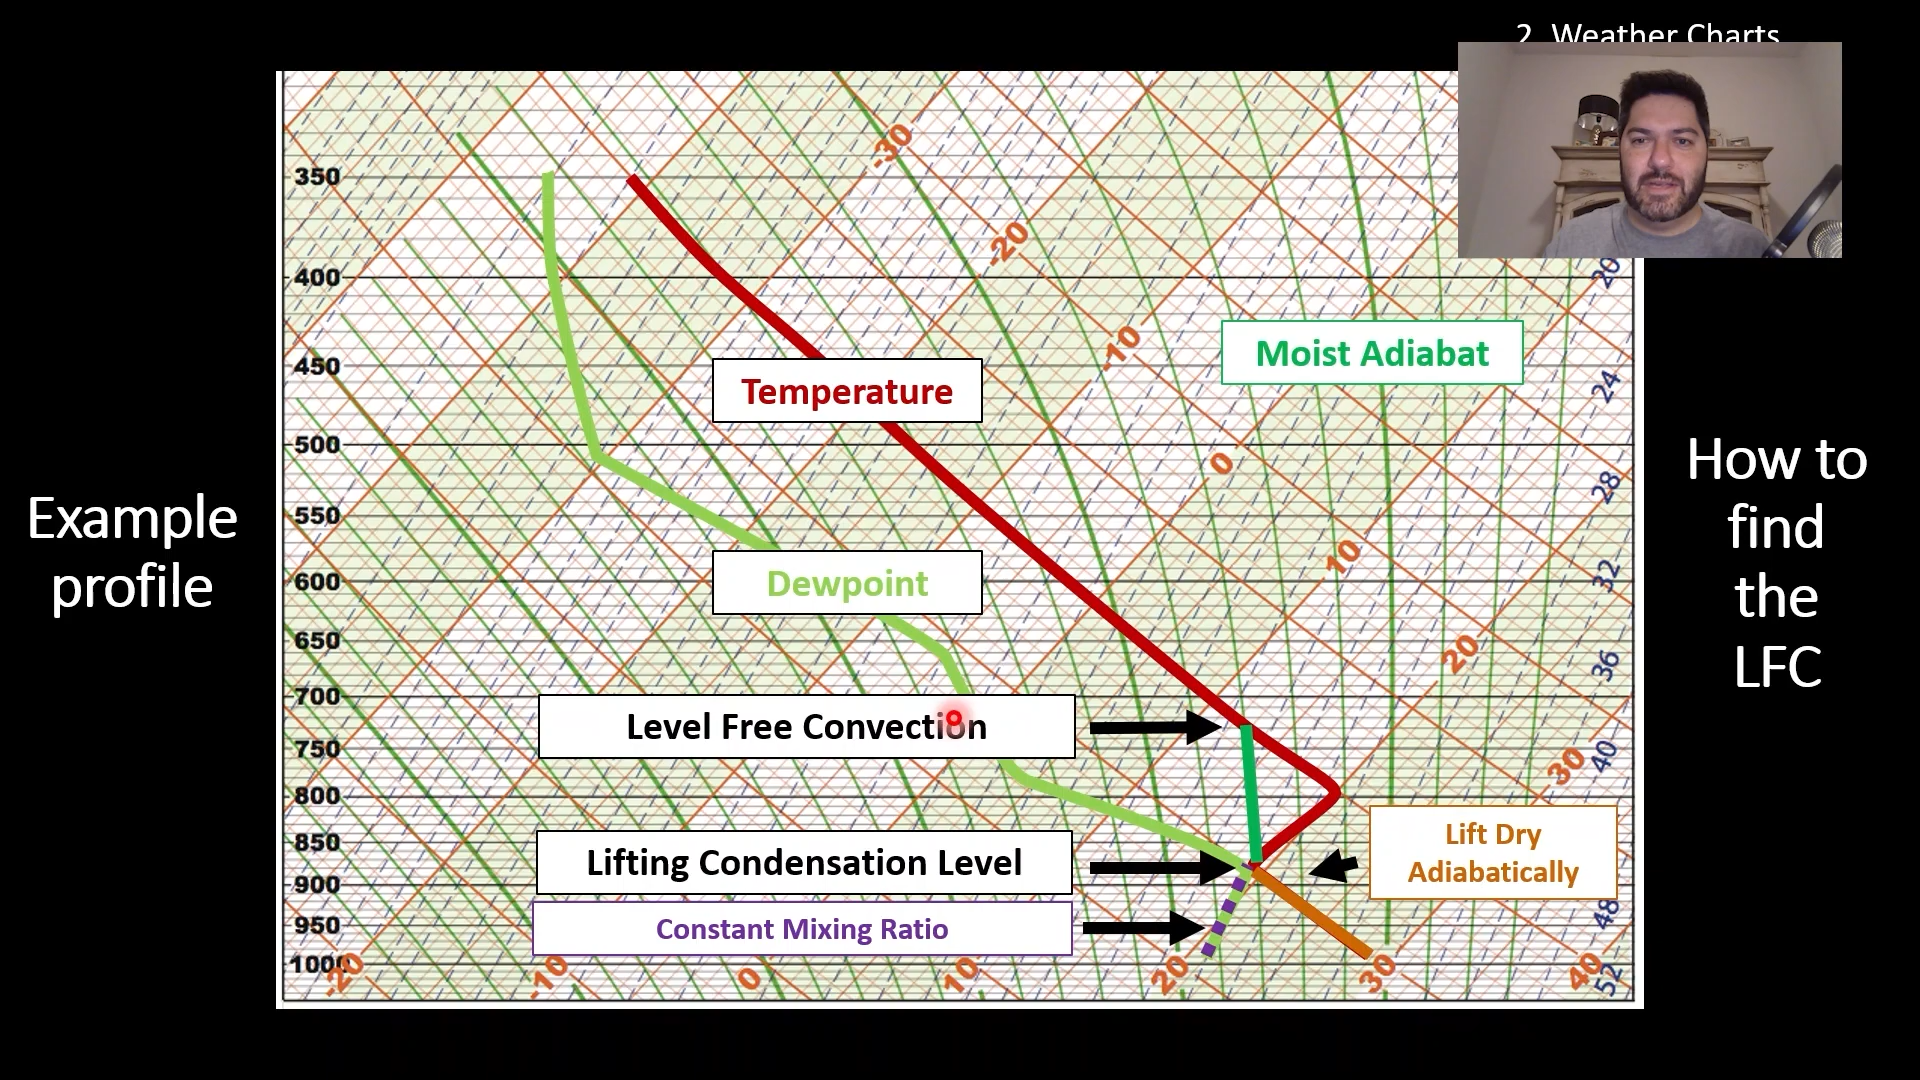 2. Weather Charts
-30
350
-20
20
400
-10
Moist Adiabat
450
24
Temperature
500
0
28
550
10
Dewpoint
600
32
650
20
36
700
Level Free Convection
750
30
40
800
Lift Dry
Adiabatically
850
Lifting Condensation Level
900
48
950
Constant Mixing Ratio
1000
-20
-10
0
10
20
30
40
52
Example
profile
How to
find
the
LFC